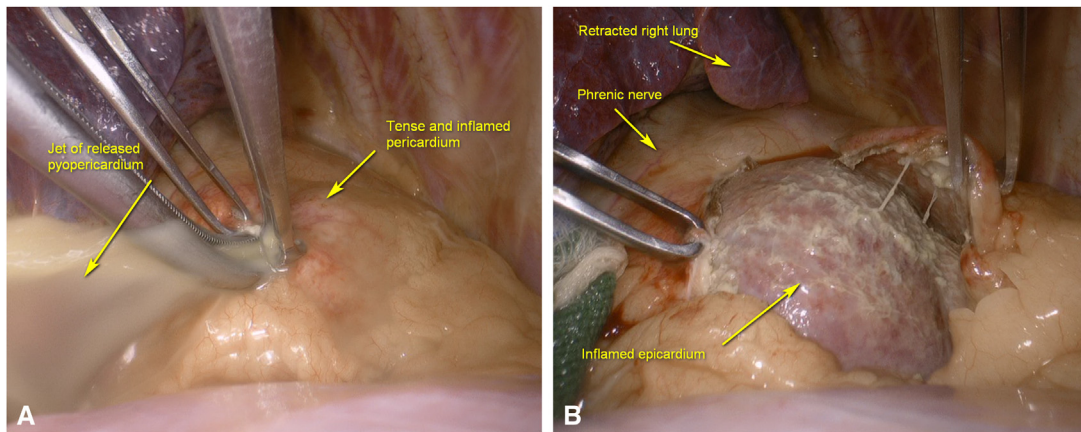 Jet of released
pyopericardium
Tense and inflamed
pericardium
A
Retracted right lung
Phrenic nerve
Inflamed epicardium
B